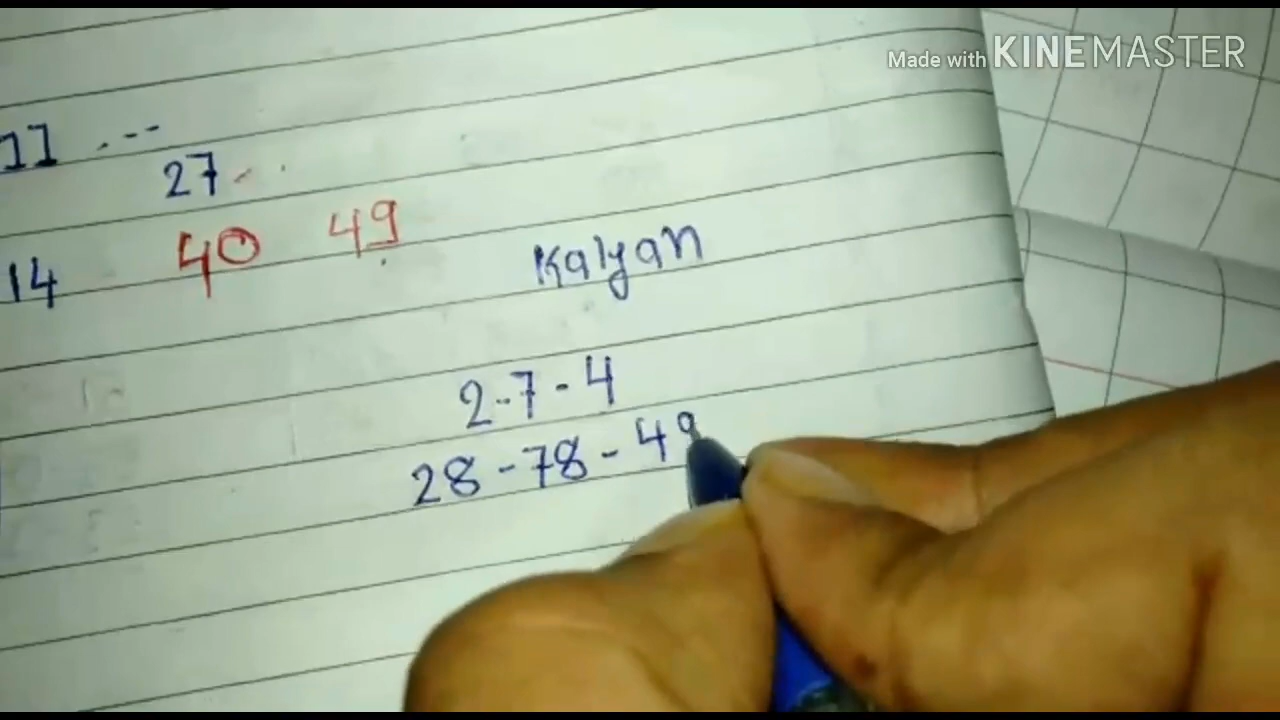 Made with KINEMASTER
11 . --
27 -
40 49
14
Kalyan
2-7-4
28-78-49